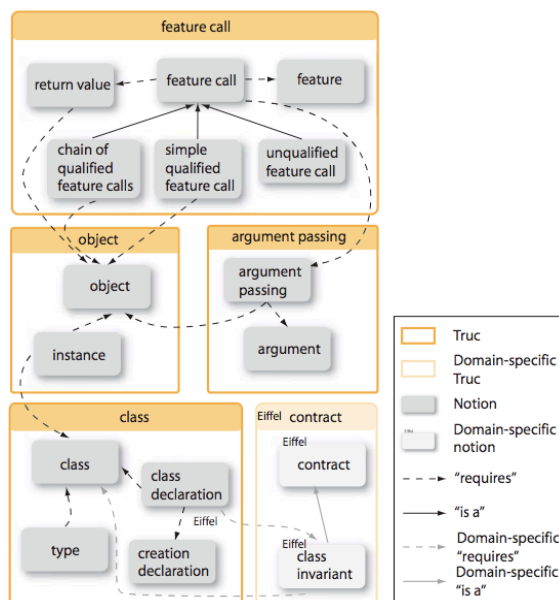 feature call
return value
feature call
feature
chain of
qualified
feature calls
simple
qualified
feature call
unqualified
feature call
object
object
instance
argument passing
argument
passing
argument
class
class
class
declaration
Eiffel
type
creation
declaration
Eiffel
contract
Eiffel
contract
Eiffel
class
invariant
Truc
Domain-specific
Truc
Notion
Domain-specific
notion
"requires"
"is a"
Domain-specific
"requires"
Domain-specific
"is a"